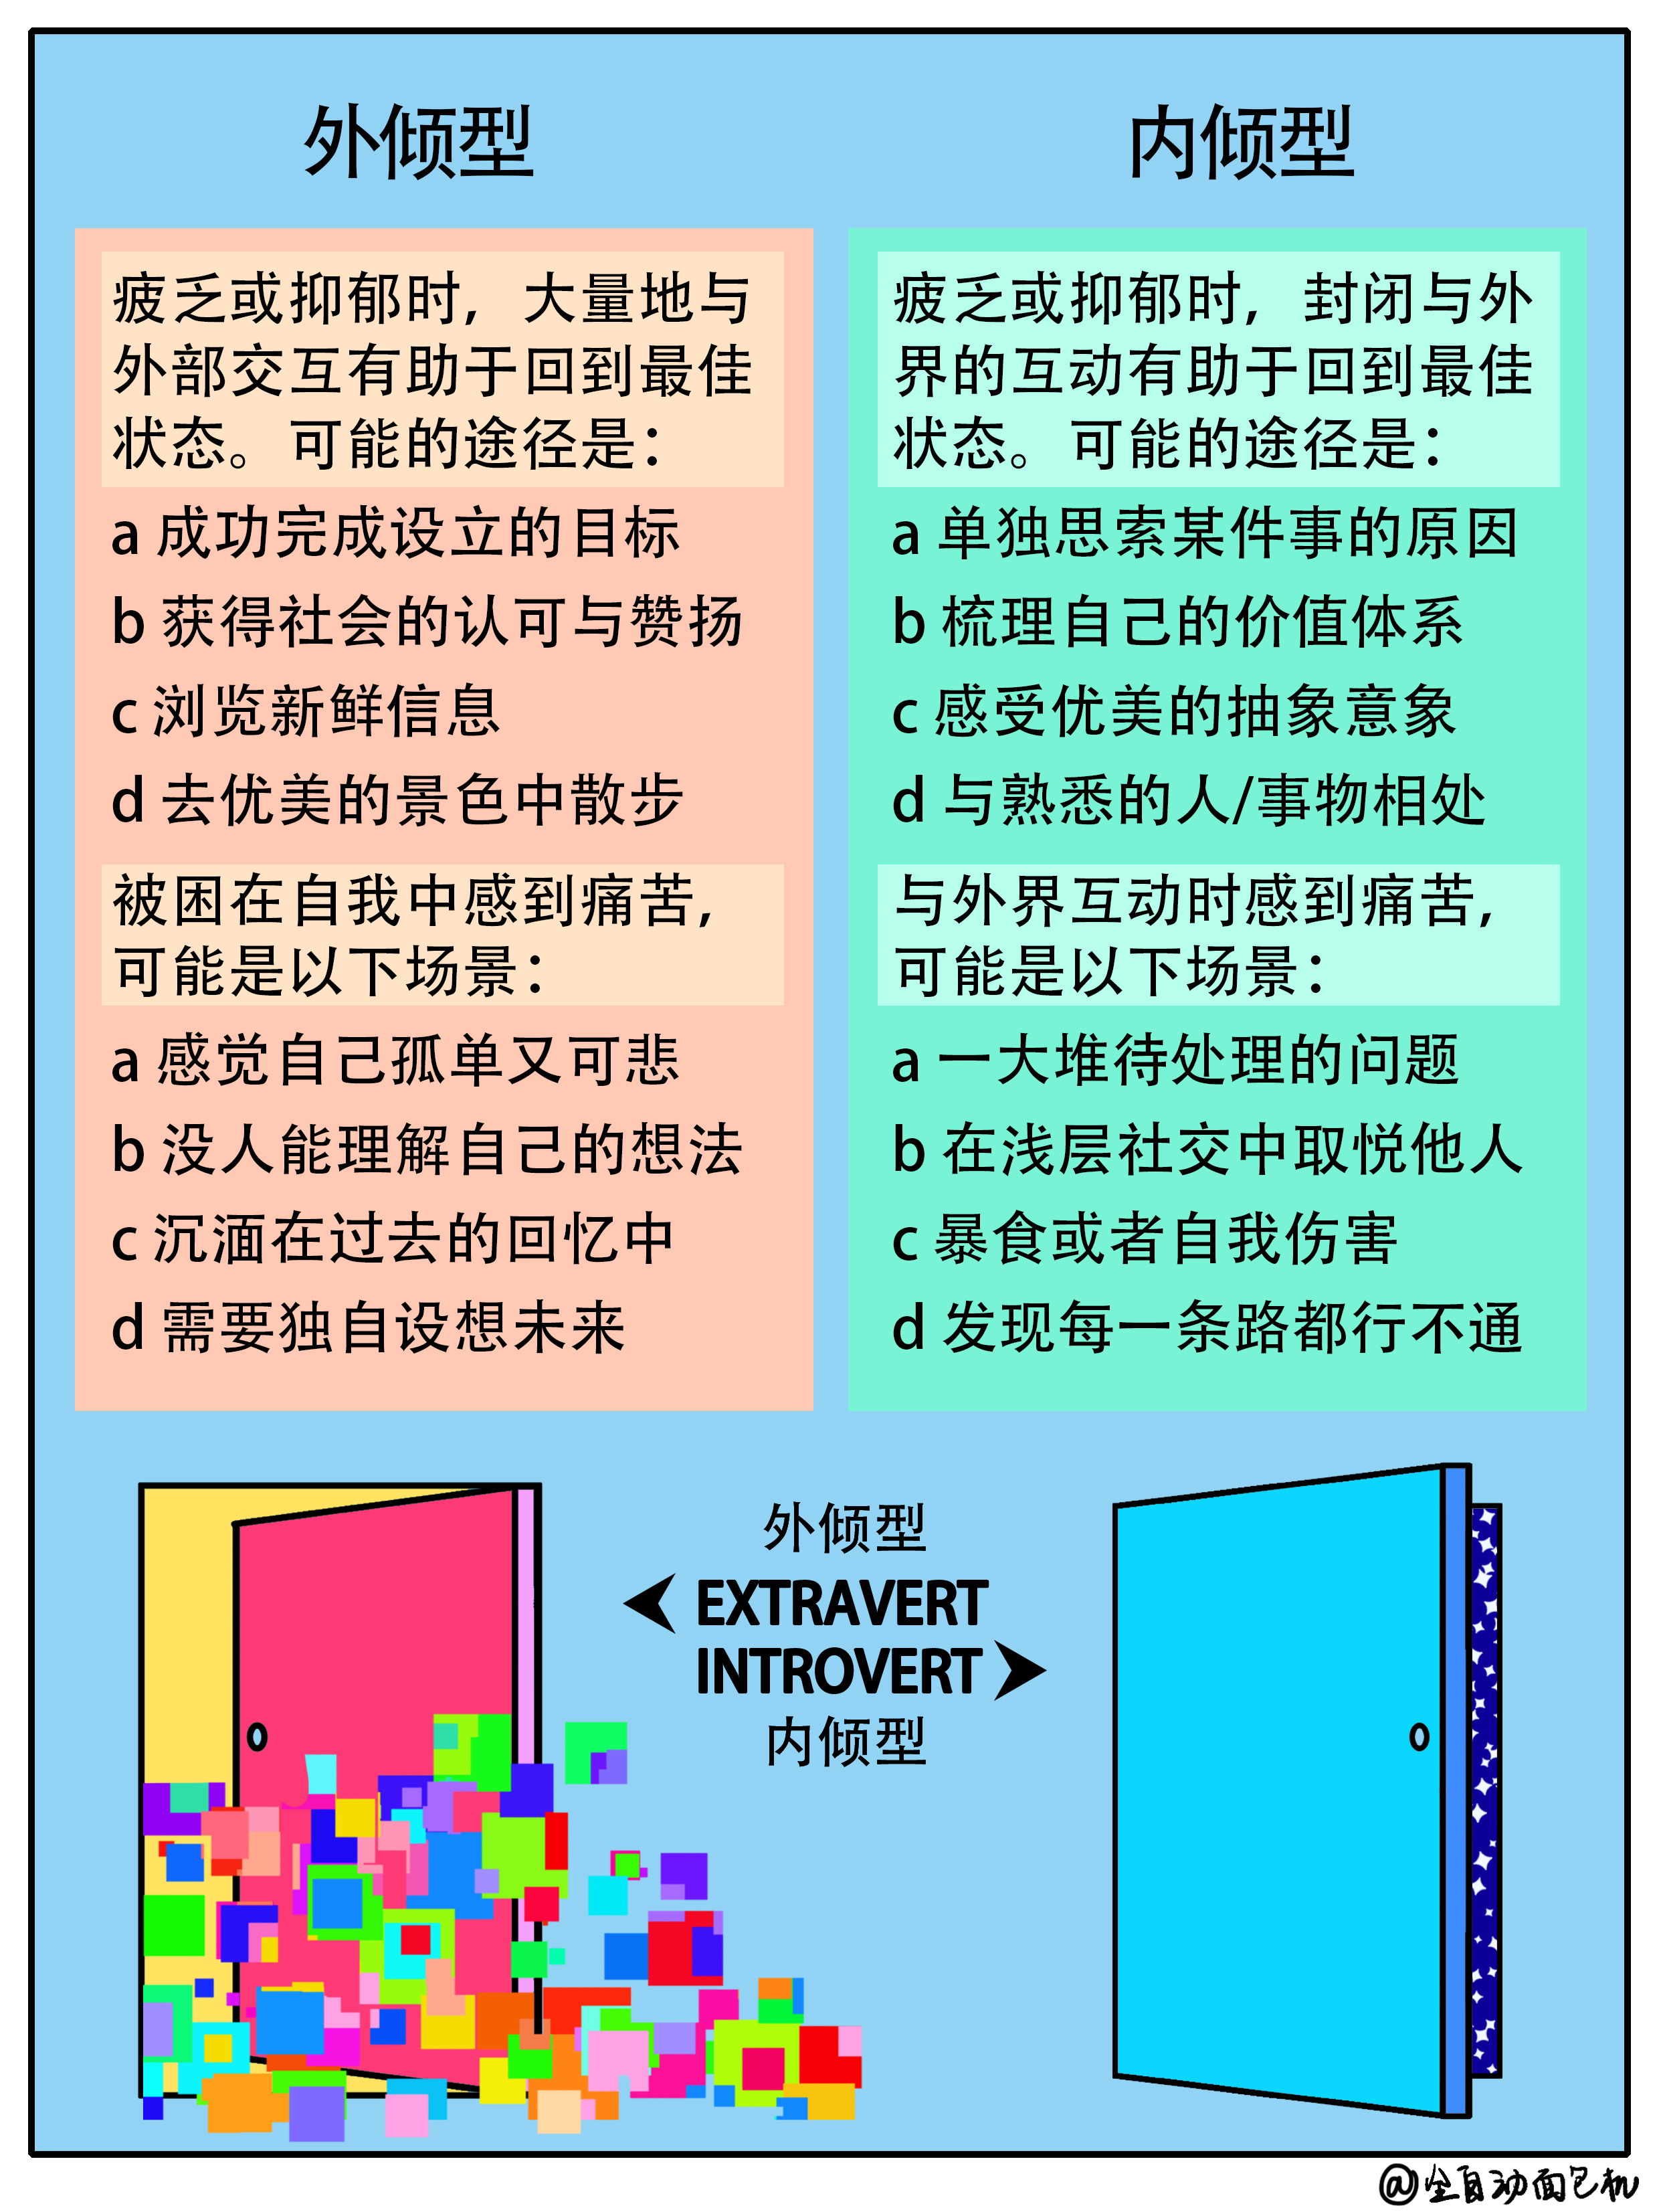 外倾型
疲乏或抑郁时，大量地与
外部交互有助于回到最佳
状态。可能的途径是：
a 成功完成设立的目标
b 获得社会的认可与赞扬
c 浏览新鲜信息
d 去优美的景色中散步
被困在自我中感到痛苦，
可能是以下场景：
a 感觉自己孤单又可悲
b 没人能理解自己的想法
c 沉湎在过去的回忆中
d 需要独自设想未来
内倾型
疲乏或抑郁时，封闭与外
界的互动有助于回到最佳
状态。可能的途径是：
a 单独思索某件事的原因
b 梳理自己的价值体系
c 感受优美的抽象意象
d 与熟悉的人/事物相处
与外界互动时感到痛苦，
可能是以下场景：
a 一大堆待处理的问题
b 在浅层社交中取悦他人
c 暴食或者自我伤害
d 发现每一条路都行不通
外倾型
EXTRAVERT
INTROVERT
内倾型
@全自动面包机